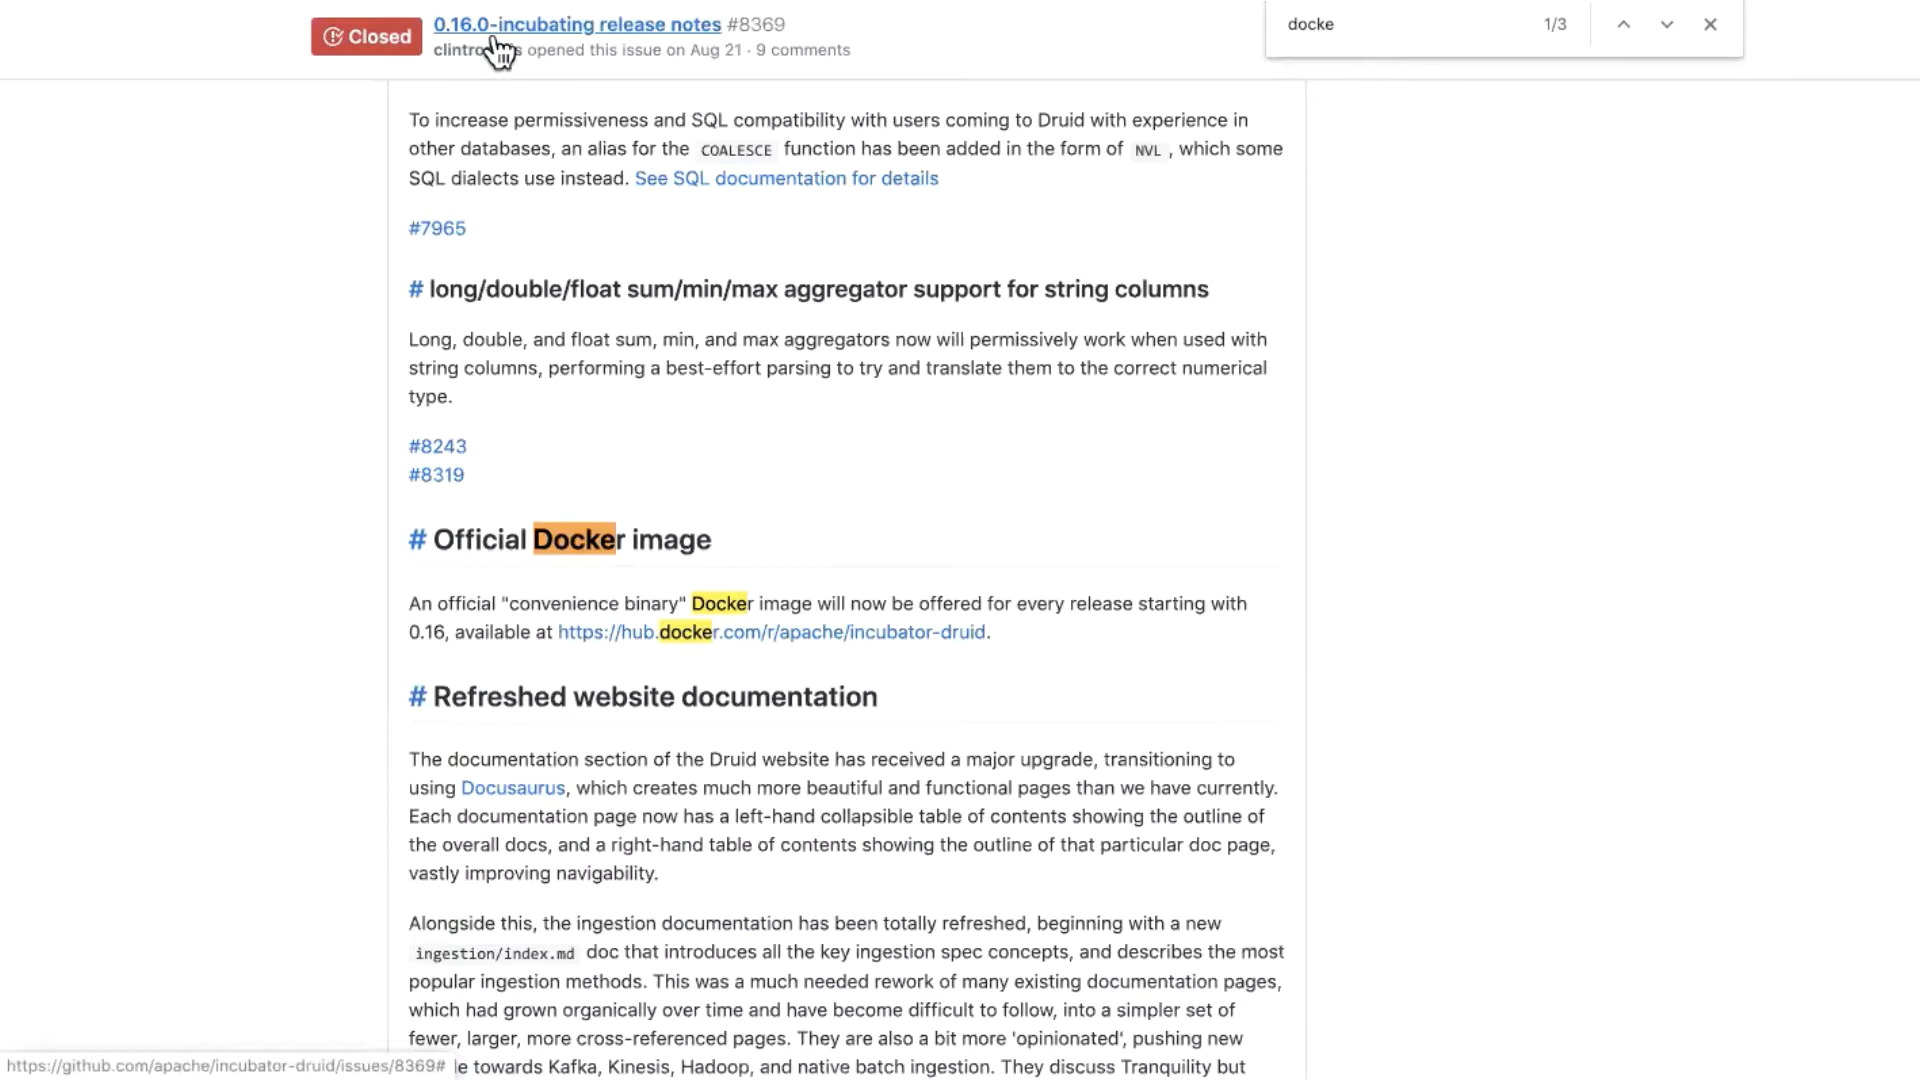 Closed
0.16.0-incubating release notes #8369
opened this issue on Aug 21 · 9 comments
docke
1/3
To increase permissiveness and SQL compatibility with users coming to Druid with experience in
other databases, an alias for the COALESCE function has been added in the form of NVL , which some
SQL dialects use instead. See SQL documentation for details
#7965
# long/double/float sum/min/max aggregator support for string columns
Long, double, and float sum, min, and max aggregators now will permissively work when used with
string columns, performing a best-effort parsing to try and translate them to the correct numerical
type.
#8243
#8319
# Official Docker image
An official "convenience binary" Docker image will now be offered for every release starting with
0.16, available at https://hub.docker.com/r/apache/incubator-druid.
# Refreshed website documentation
The documentation section of the Druid website has received a major upgrade, transitioning to
using Docusaurus, which creates much more beautiful and functional pages than we have currently.
Each documentation page now has a left-hand collapsible table of contents showing the outline of
the overall docs, and a right-hand table of contents showing the outline of that particular doc page,
vastly improving navigability.
Alongside this, the ingestion documentation has been totally refreshed, beginning with a new
ingestion/index.md doc that introduces all the key ingestion spec concepts, and describes the most
popular ingestion methods. This was a much needed rework of many existing documentation pages,
which had grown organically over time and have become difficult to follow, into a simpler set of
fewer, larger, more cross-referenced pages. They are also a bit more 'opinionated', pushing new
towards Kafka, Kinesis, Hadoop, and native batch ingestion. They discuss Tranquility but
https://github.com/apache/incubator-druid/issues/8369#